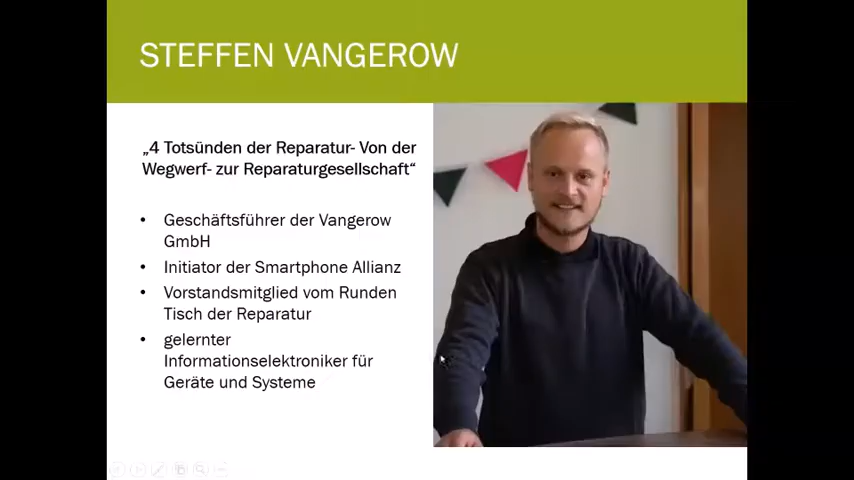 STEFFEN VANGEROW
„4 Totsünden der Reparatur- Von der
Wegwerf- zur Reparaturgesellschaft“
• Geschäftsführer der Vangerow
GmbH
• Initiator der Smartphone Allianz
• Vorstandsmitglied vom Runden
Tisch der Reparatur
• gelernter
Informationselektroniker für
Geräte und Systeme